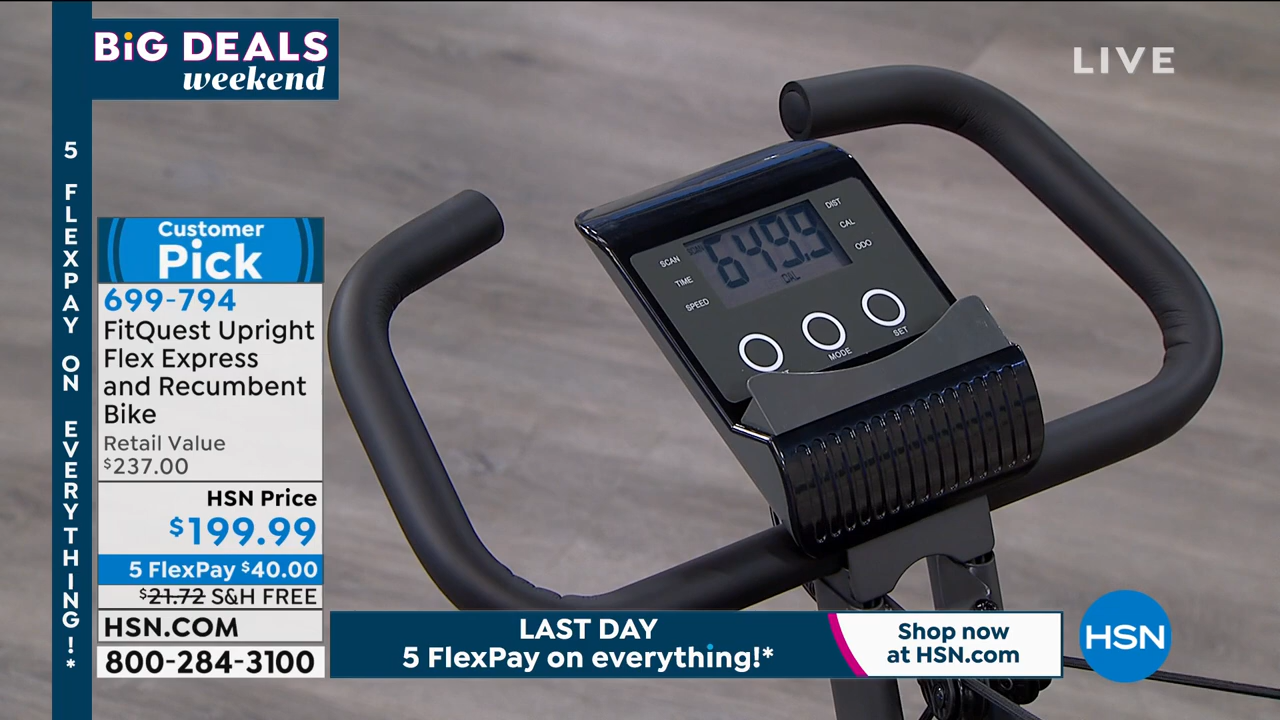 BiG DEALS
weekend
LIVE
5 FLEXPAY ON EVERYTHING!*
Customer
Pick
699-794
FitQuest Upright
Flex Express
and Recumbent
Bike
Retail Value
$237.00
HSN Price
$199.99
5 FlexPay $40.00
$21.72 S&H FREE
HSN.COM
800-284-3100
649.9
CAL
SCAN
TIME
SPEED
DIST
CAL
ODO
MODE
SET
LAST DAY
5 FlexPay on everything!*
Shop now
at HSN.com
HSN